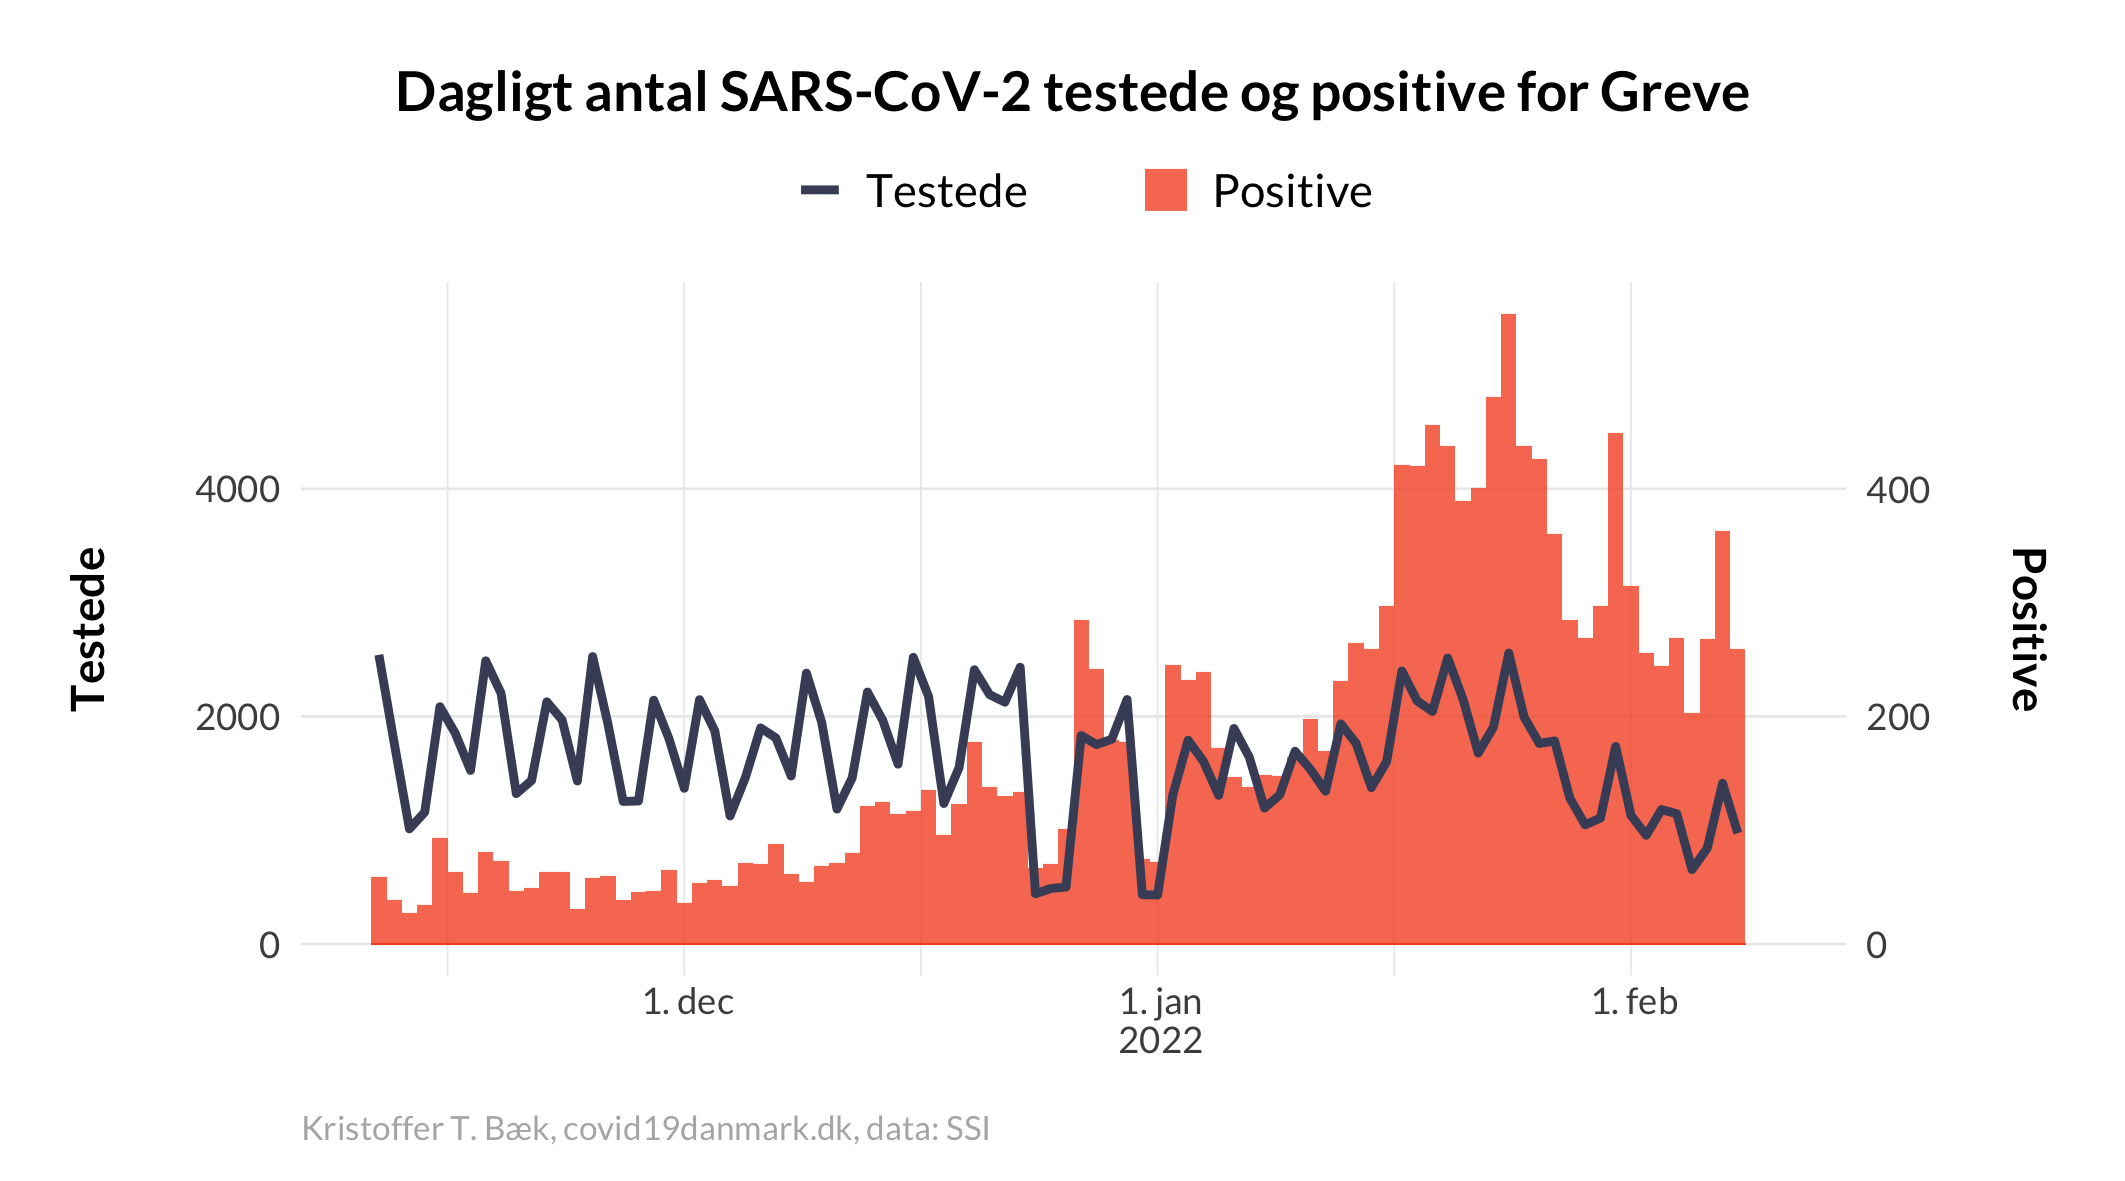 Dagligt antal SARS-CoV-2 testede og positive for Greve
Testede
Positive
4000
2000
0
Testede
400
200
0
Positive
1. dec
1. jan
2022
1. feb
Kristoffer T. Bæk, covid19danmark.dk, data: SSI